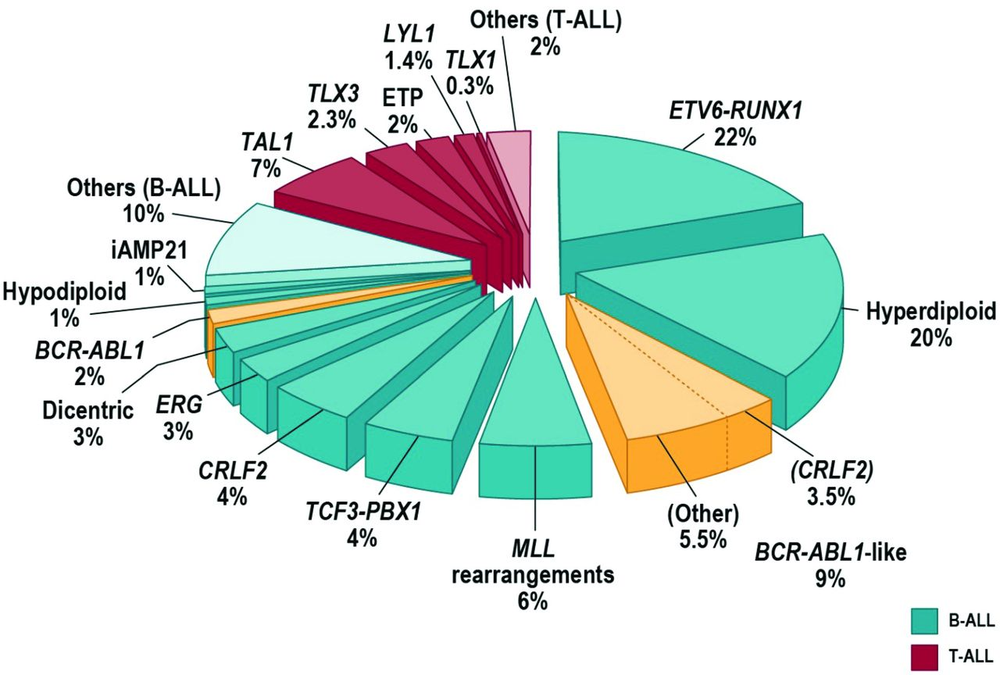 Others (T-ALL)
2%
LYL1
1.4%
TLX1
0.3%
TLX3
2.3%
ETP
2%
ETV6-RUNX1
22%
TAL1
7%
Others (B-ALL)
10%
iAMP21
1%
Hypodiploid
1%
Hyperdiploid
20%
BCR-ABL1
2%
Dicentric
3%
ERG
3%
CRLF2
4%
TCF3-PBX1
4%
MLL
rearrangements
6%
(Other)
5.5%
(CRLF2)
3.5%
BCR-ABL1-like
9%
B-ALL
T-ALL